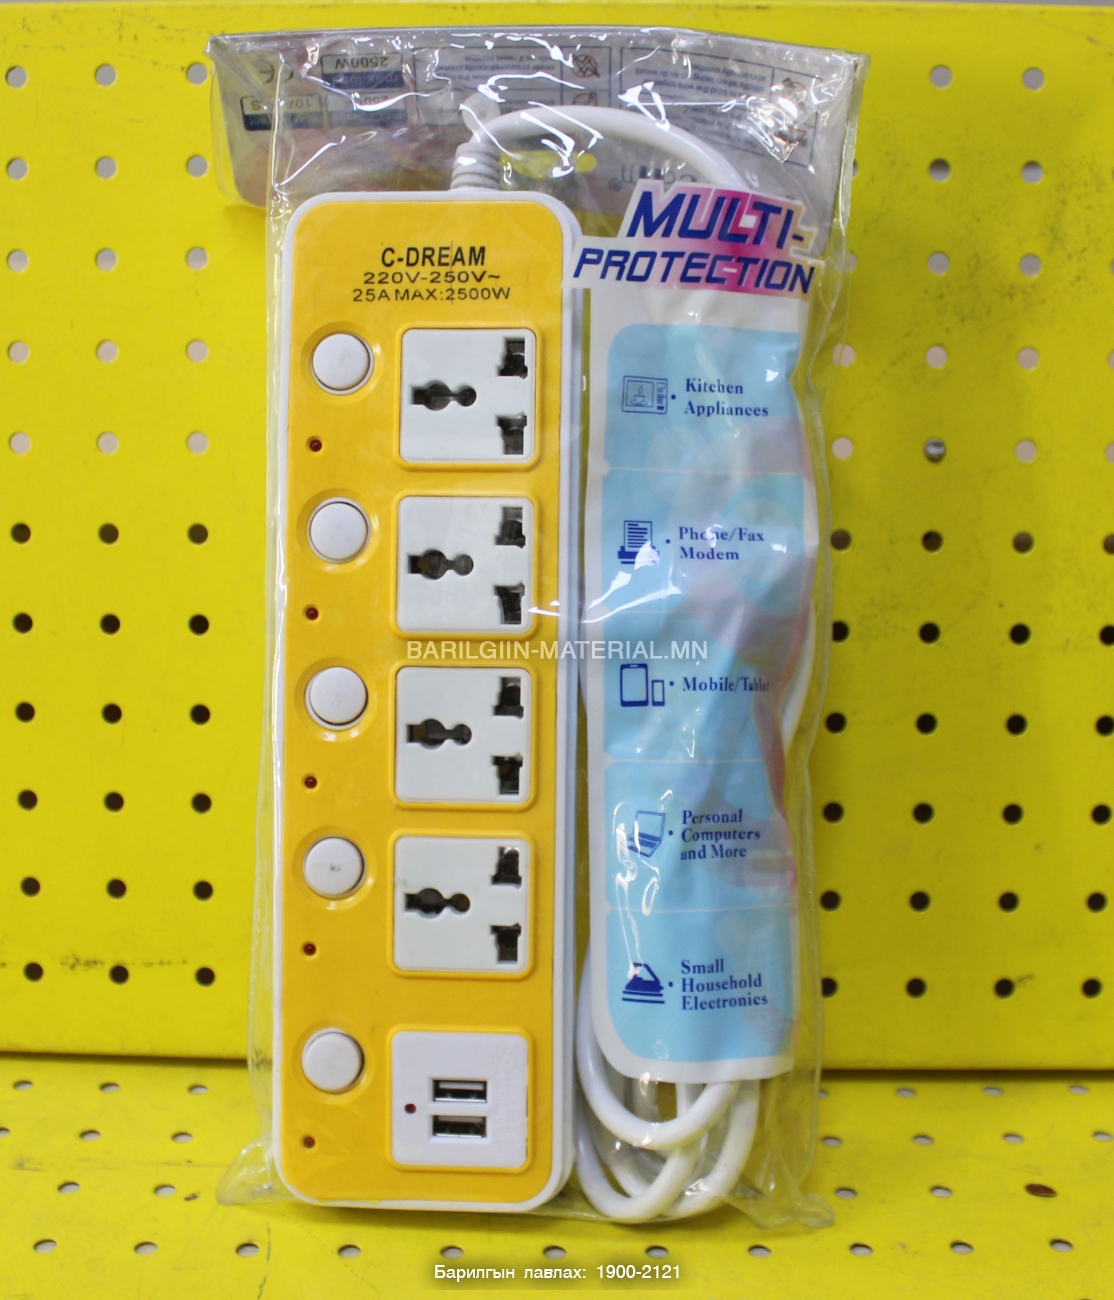 2500W
C-DREAM
220V-250V~
25A MAX:2500W
MULTI-
PROTECTION
Kitchen
Appliances
Phone/Fax
Modem
BARILGIIN-MATERIAL.MN
Mobile/Tablet
Personal
Computers
and More
Small
Household
Electronics
Барилгын лавлах: 1900-2121